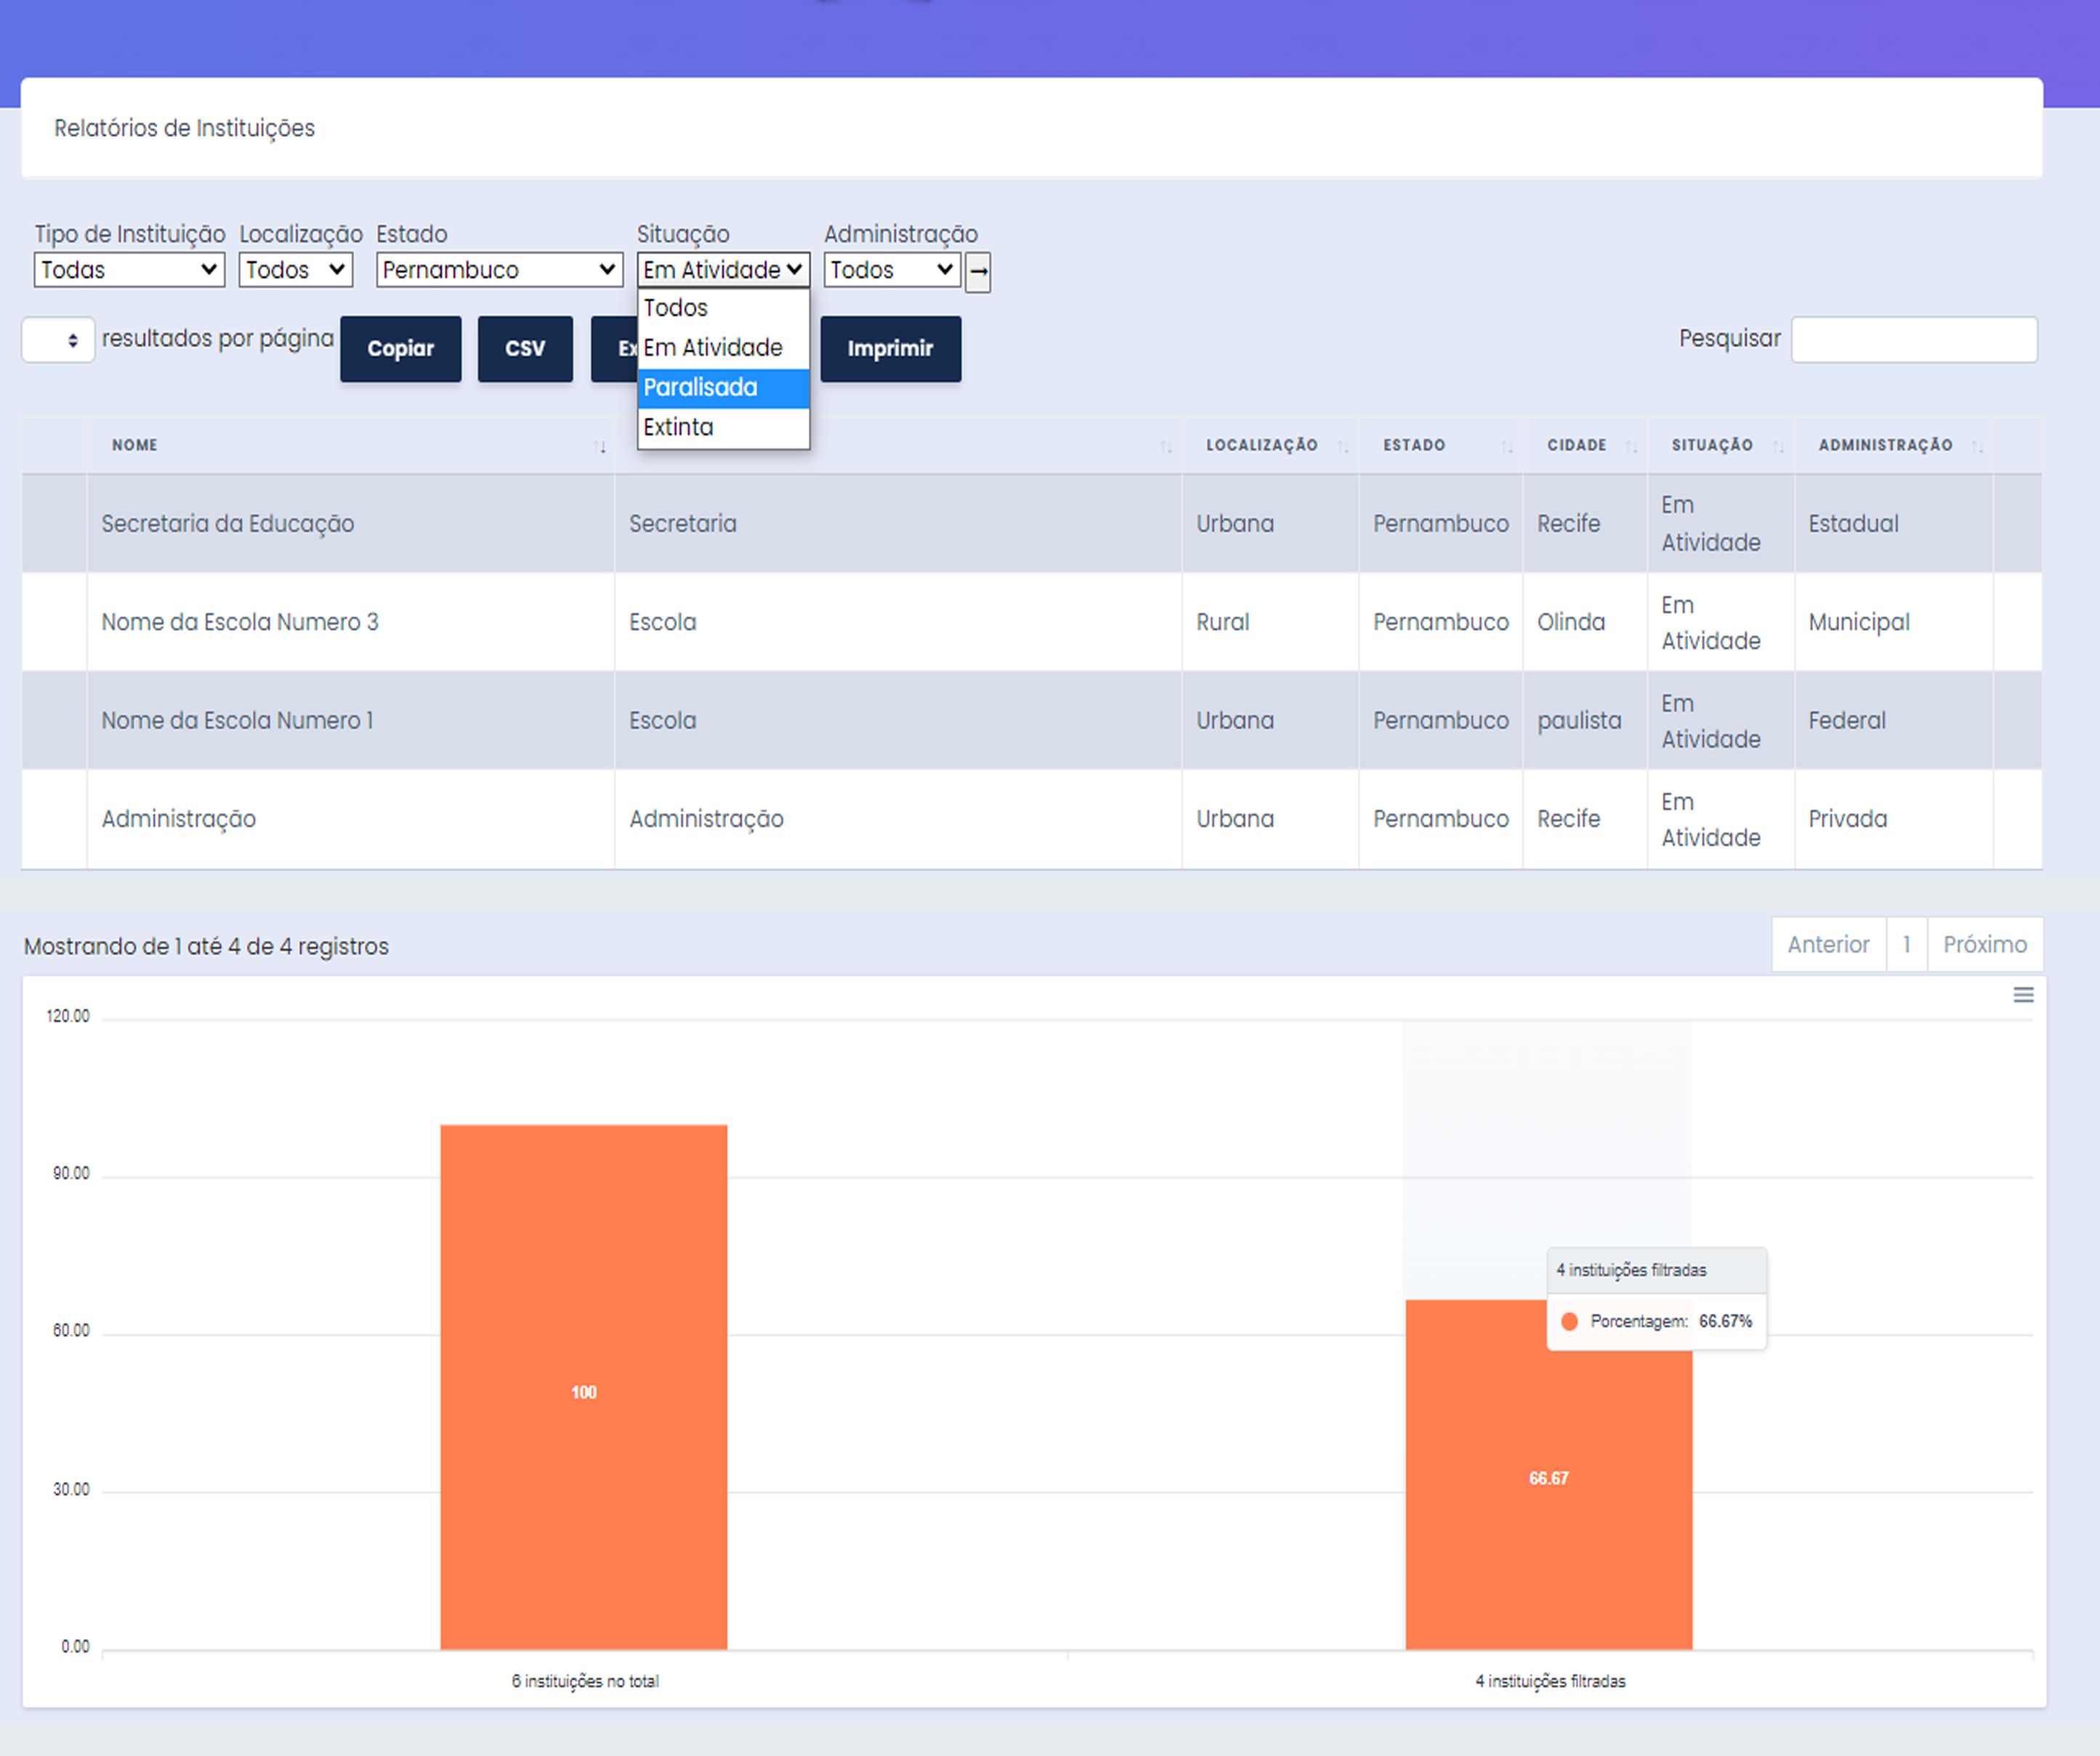 Relatórios de Instituições
Tipo de Instituição Localização Estado Situação Administração
Todas Todos Pernambuco Em Atividade Todos →
Todos
Em Atividade
Paralisada
Extinta
resultados por página Copiar CSV Ex Imprimir Pesquisar
NOME LOCALIZAÇÃO ESTADO CIDADE SITUAÇÃO ADMINISTRAÇÃO
Secretaria da Educação Secretaria Urbana Pernambuco Recife Em Atividade Estadual
Nome da Escola Numero 3 Escola Rural Pernambuco Olinda Em Atividade Municipal
Nome da Escola Numero 1 Escola Urbana Pernambuco paulista Em Atividade Federal
Administração Administração Urbana Pernambuco Recife Em Atividade Privada
Mostrando de 1 até 4 de 4 registros Anterior 1 Próximo
120.00
90.00
4 instituições filtradas
Porcentagem: 66.67%
60.00
100
66.67
30.00
0.00
6 instituições no total 4 instituições filtradas